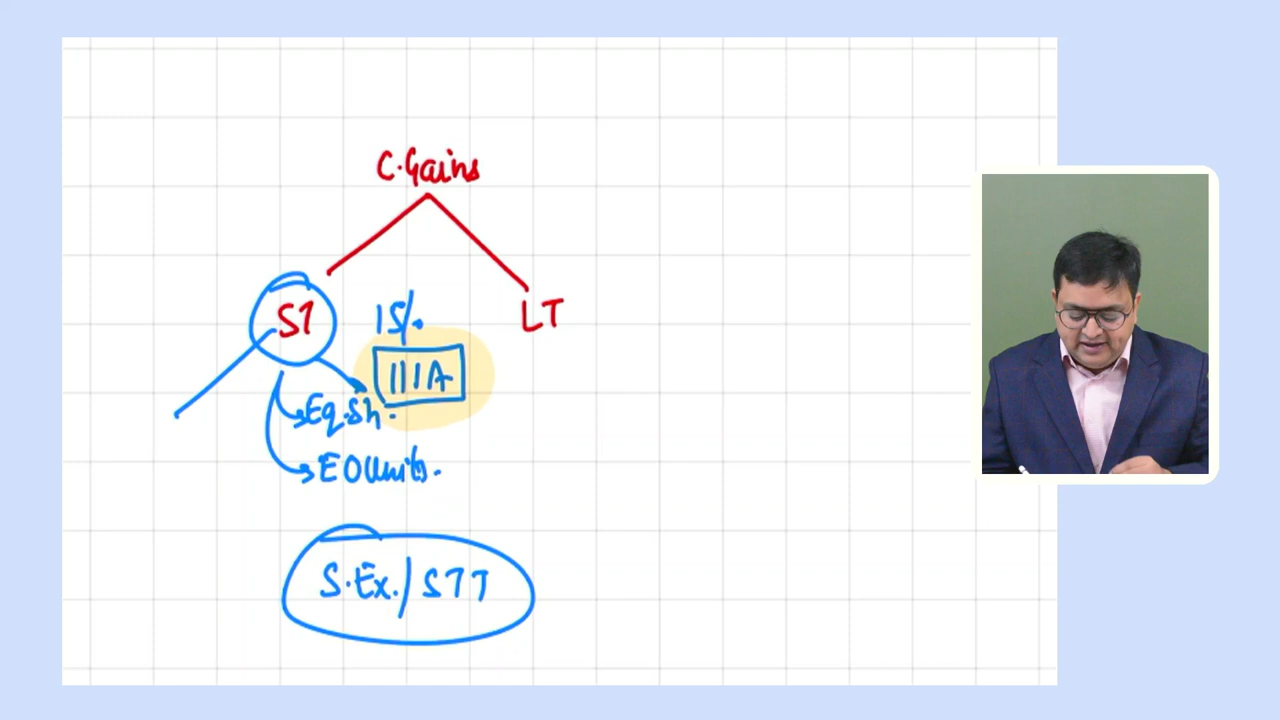 C.Gains
ST 15%. LT
111A
Eq.Sh.
EOUnits.
S.Ex./STT